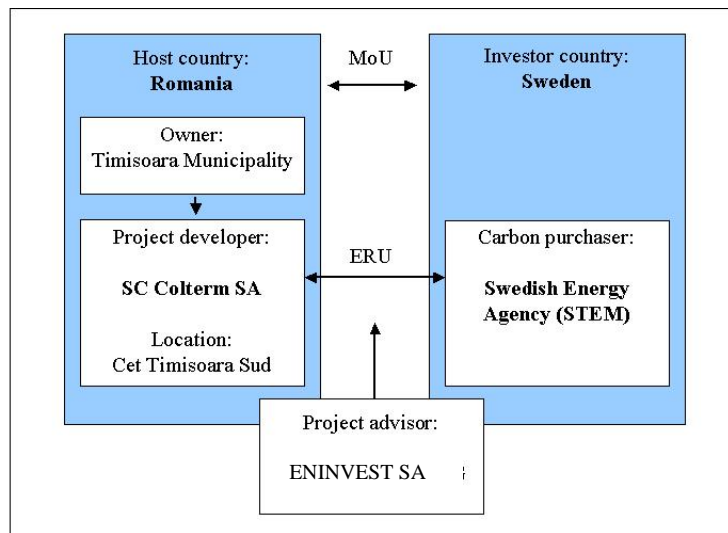 Host country:
Romania
MoU
Investor country:
Sweden
Owner:
Timisoara Municipality
Project developer:
SC Colterm SA
Location:
Cet Timisoara Sud
ERU
Carbon purchaser:
Swedish Energy
Agency (STEM)
Project advisor:
ENINVEST SA